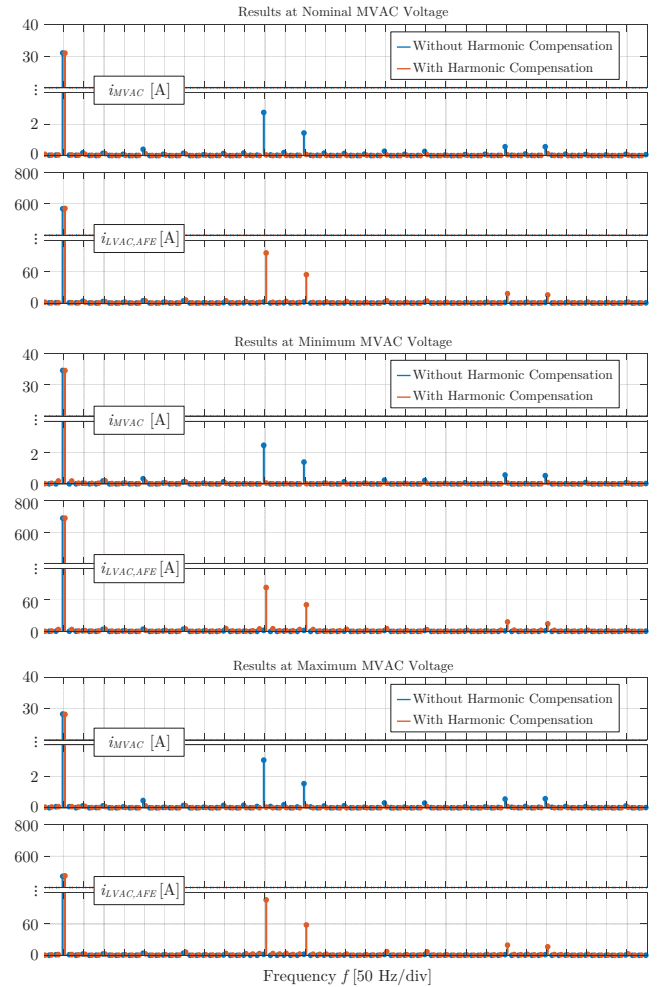 Results at Nominal MVAC Voltage
40
30
Without Harmonic Compensation
With Harmonic Compensation
i_MVAC [A]
2
0
800
600
i_LVAC,AFE [A]
60
0
Results at Minimum MVAC Voltage
40
30
Without Harmonic Compensation
With Harmonic Compensation
i_MVAC [A]
2
0
800
600
i_LVAC,AFE [A]
60
0
Results at Maximum MVAC Voltage
40
30
Without Harmonic Compensation
With Harmonic Compensation
i_MVAC [A]
2
0
800
600
i_LVAC,AFE [A]
60
0
Frequency f [50 Hz/div]